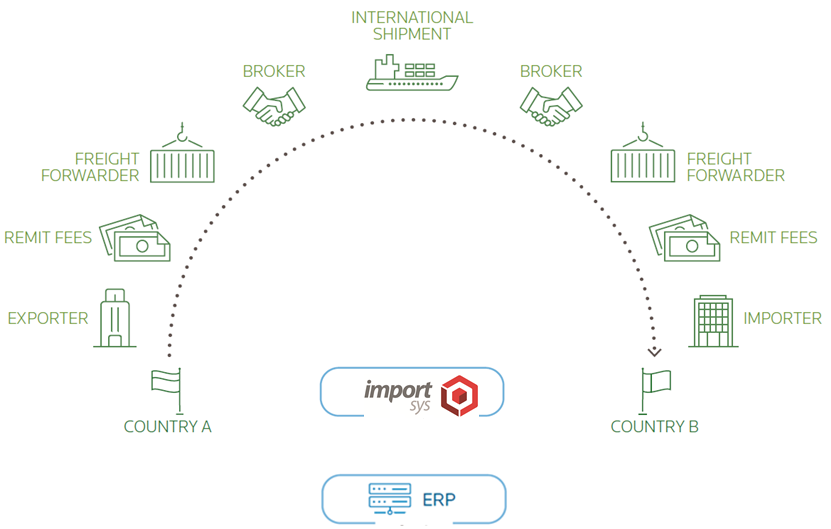 INTERNATIONAL
SHIPMENT
BROKER
BROKER
FREIGHT
FORWARDER
FREIGHT
FORWARDER
REMIT FEES
REMIT FEES
EXPORTER
IMPORTER
import
sys
COUNTRY A
COUNTRY B
ERP